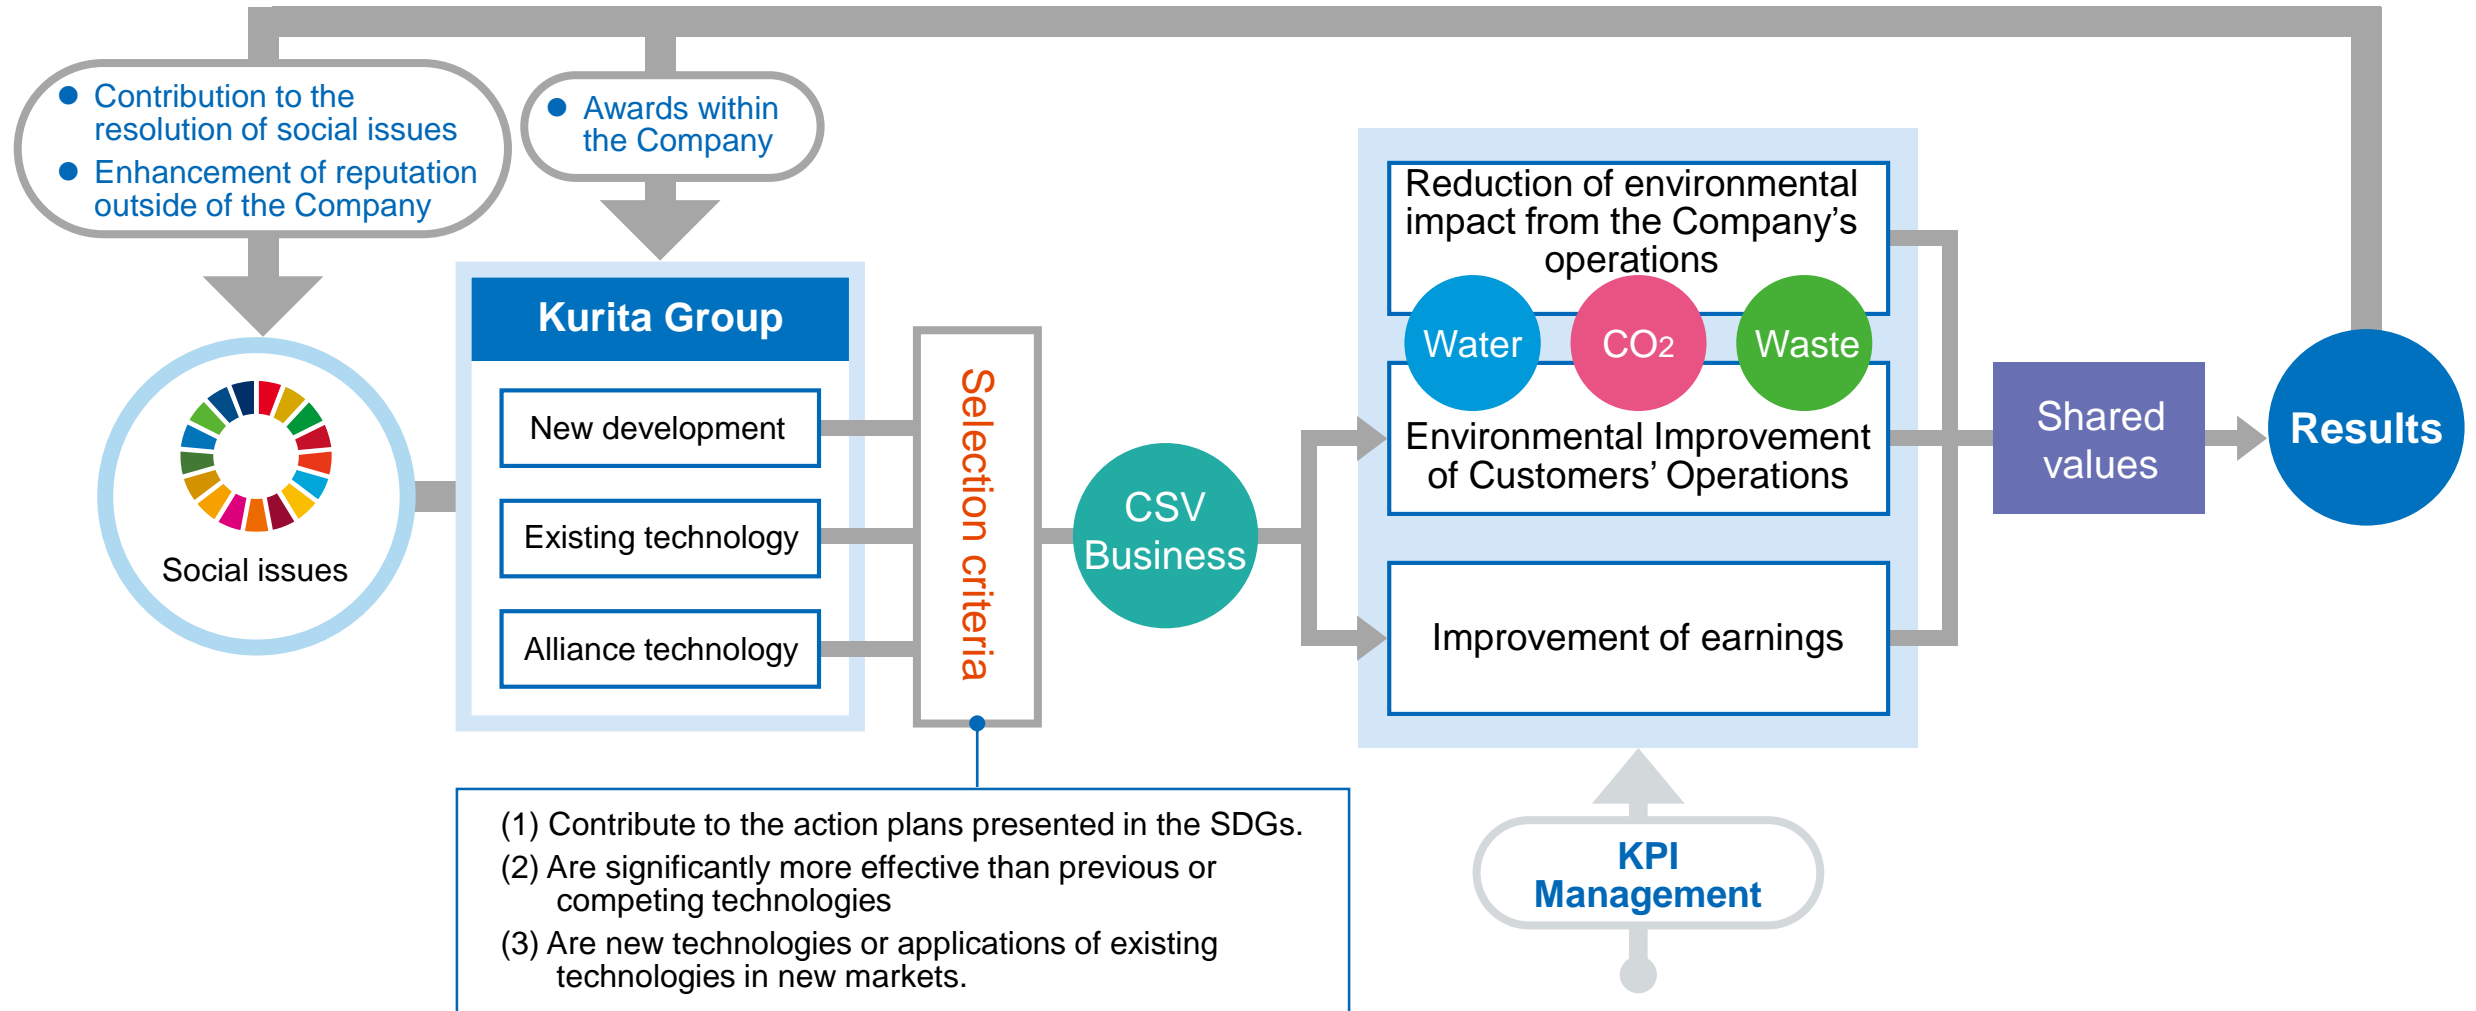 Contribution to the
resolution of social issues
Enhancement of reputation
outside of the Company
Awards within
the Company
Social issues
Kurita Group
New development
Existing technology
Alliance technology
Selection criteria
(1) Contribute to the action plans presented in the SDGs.
(2) Are significantly more effective than previous or
competing technologies
(3) Are new technologies or applications of existing
technologies in new markets.
CSV
Business
Reduction of environmental
impact from the Company’s
operations
Water
CO2
Waste
Environmental Improvement
of Customers’ Operations
Improvement of earnings
KPI
Management
Shared
values
Results